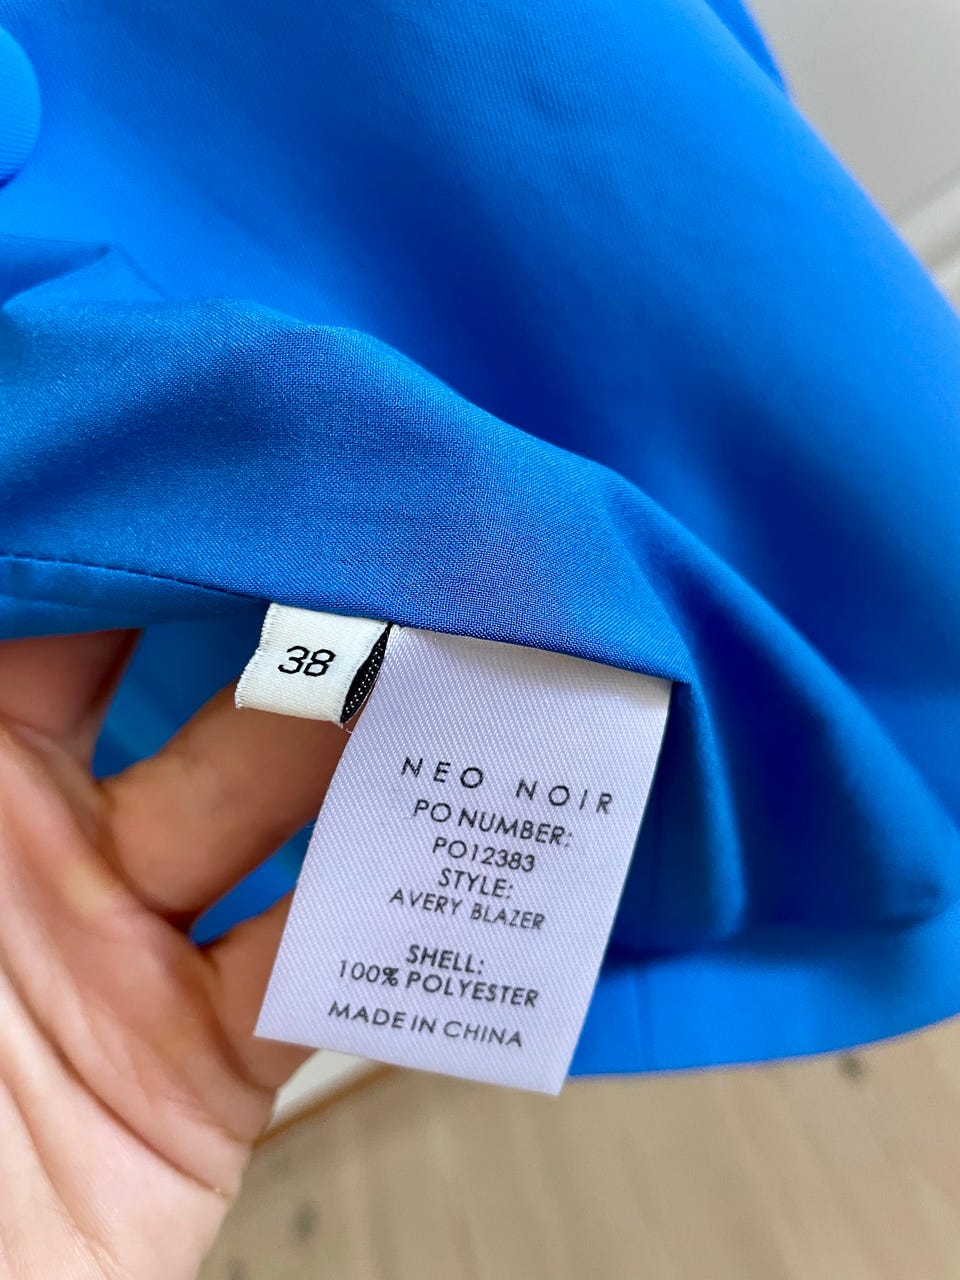 38
NEO NOIR
PO NUMBER:
PO12383
STYLE:
AVERY BLAZER
SHELL:
100% POLYESTER
MADE IN CHINA